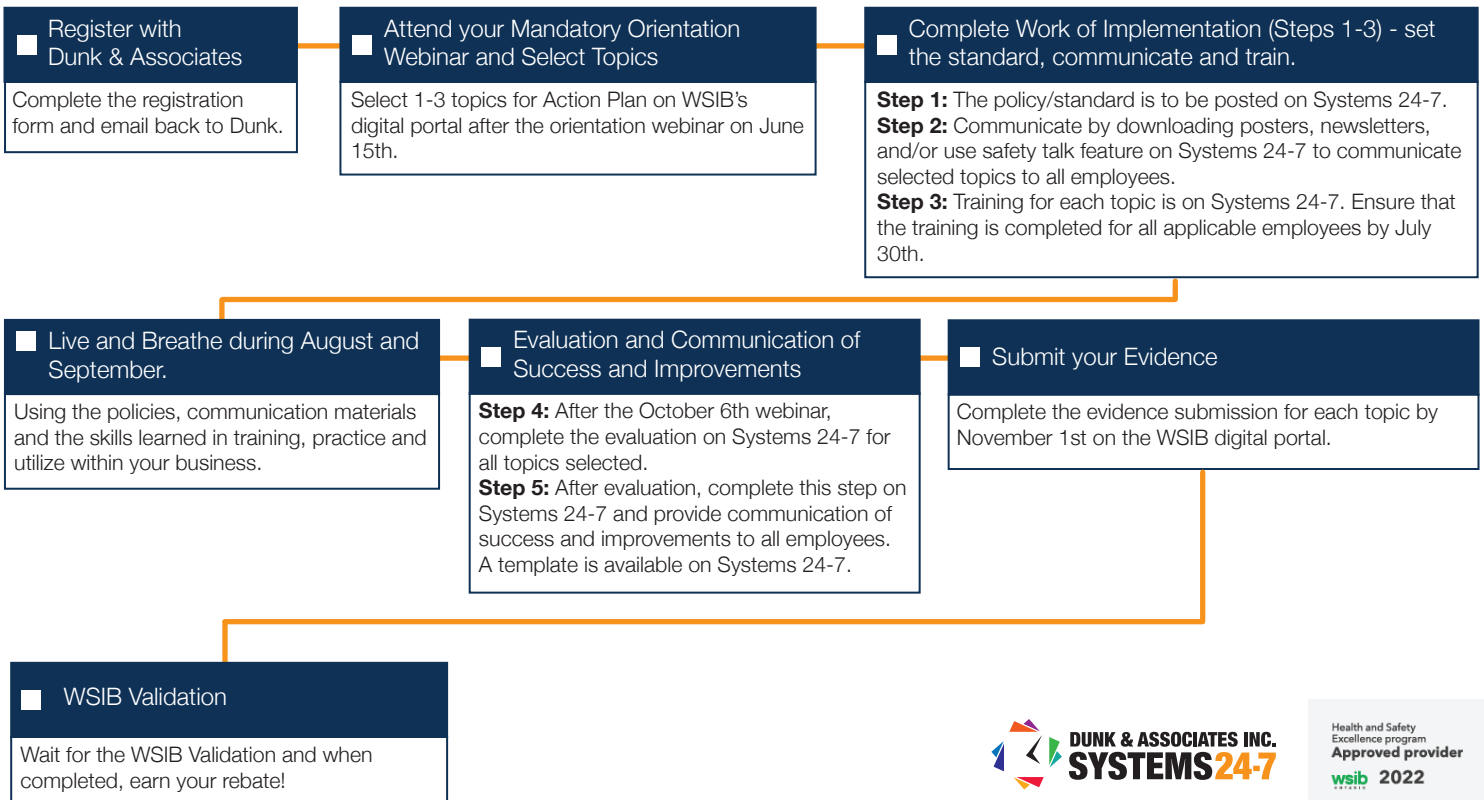 Register with
Dunk & Associates
Complete the registration
form and email back to Dunk.
Attend your Mandatory Orientation
Webinar and Select Topics
Select 1-3 topics for Action Plan on WSIB's
digital portal after the orientation webinar on June
15th.
Complete Work of Implementation (Steps 1-3) - set
the standard, communicate and train.
Step 1: The policy/standard is to be posted on Systems 24-7.
Step 2: Communicate by downloading posters, newsletters,
and/or use safety talk feature on Systems 24-7 to communicate
selected topics to all employees.
Step 3: Training for each topic is on Systems 24-7. Ensure that
the training is completed for all applicable employees by July
30th.
Live and Breathe during August and
September.
Using the policies, communication materials
and the skills learned in training, practice and
utilize within your business.
Evaluation and Communication of
Success and Improvements
Step 4: After the October 6th webinar,
complete the evaluation on Systems 24-7 for
all topics selected.
Step 5: After evaluation, complete this step on
Systems 24-7 and provide communication of
success and improvements to all employees.
A template is available on Systems 24-7.
Submit your Evidence
Complete the evidence submission for each topic by
November 1st on the WSIB digital portal.
WSIB Validation
Wait for the WSIB Validation and when
completed, earn your rebate!
DUNK & ASSOCIATES INC.
SYSTEMS 24-7
Health and Safety
Excellence program
Approved provider
wsib 2022
ONTARIO